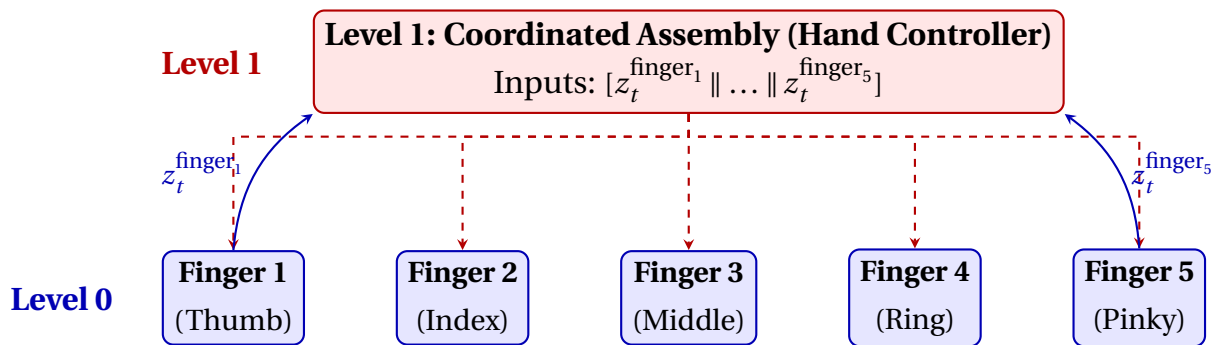 Level 1: Coordinated Assembly (Hand Controller)
Level 1
Inputs: [z_t^{finger_1} ∥ … ∥ z_t^{finger_5}]
z_t^{finger_1}
z_t^{finger_5}
Finger 1
(Thumb)
Finger 2
(Index)
Finger 3
(Middle)
Finger 4
(Ring)
Finger 5
(Pinky)
Level 0